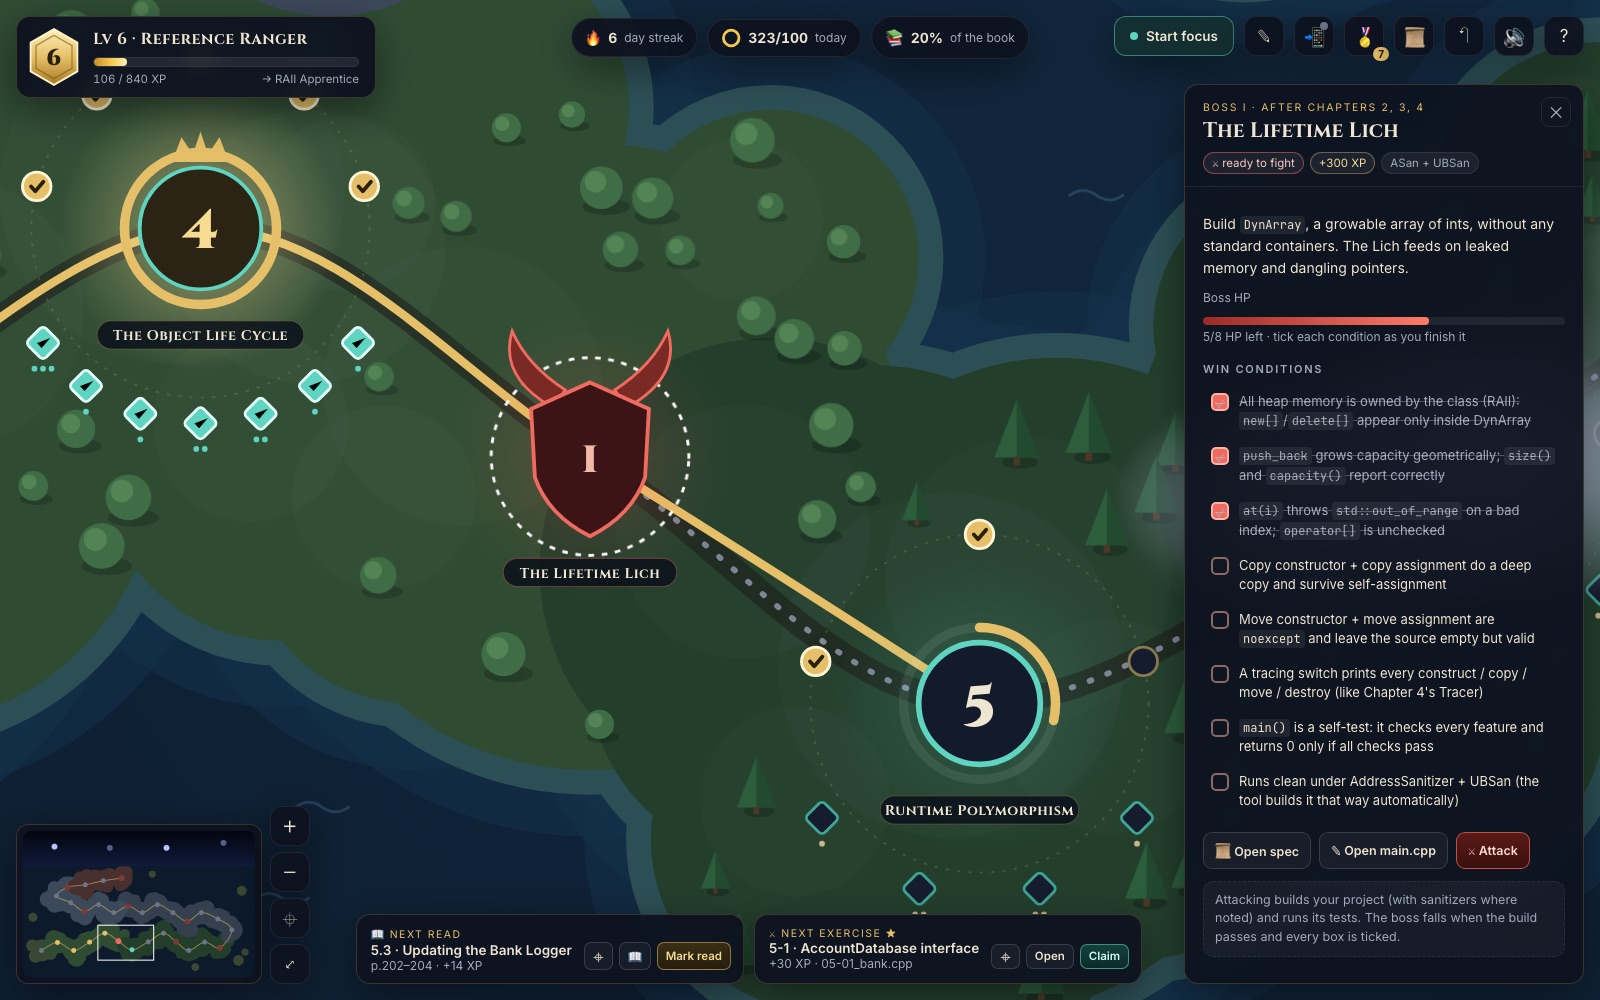 6
Lv 6 · Reference Ranger
106 / 840 XP
→ RAII Apprentice
6 day streak
323/100 today
20% of the book
Start focus
7
?
4
The Object Life Cycle
I
The Lifetime Lich
5
Runtime Polymorphism
BOSS I · AFTER CHAPTERS 2, 3, 4
The Lifetime Lich
ready to fight
+300 XP
ASan + UBSan
Build DynArray, a growable array of ints, without any
standard containers. The Lich feeds on leaked
memory and dangling pointers.
Boss HP
5/8 HP left · tick each condition as you finish it
WIN CONDITIONS
All heap memory is owned by the class (RAII):
new[] / delete[] appear only inside DynArray
push_back grows capacity geometrically; size()
and capacity() report correctly
at(i) throws std::out_of_range on a bad
index; operator[] is unchecked
Copy constructor + copy assignment do a deep
copy and survive self-assignment
Move constructor + move assignment are
noexcept and leave the source empty but valid
A tracing switch prints every construct / copy /
move / destroy (like Chapter 4's Tracer)
main() is a self-test: it checks every feature and
returns 0 only if all checks pass
Runs clean under AddressSanitizer + UBSan (the
tool builds it that way automatically)
Open spec
Open main.cpp
Attack
Attacking builds your project (with sanitizers where
noted) and runs its tests. The boss falls when the build
passes and every box is ticked.
+
−
NEXT READ
5.3 · Updating the Bank Logger
p.202–204 · +14 XP
Mark read
NEXT EXERCISE ★
5-1 · AccountDatabase interface
+30 XP · 05-01_bank.cpp
Open
Claim